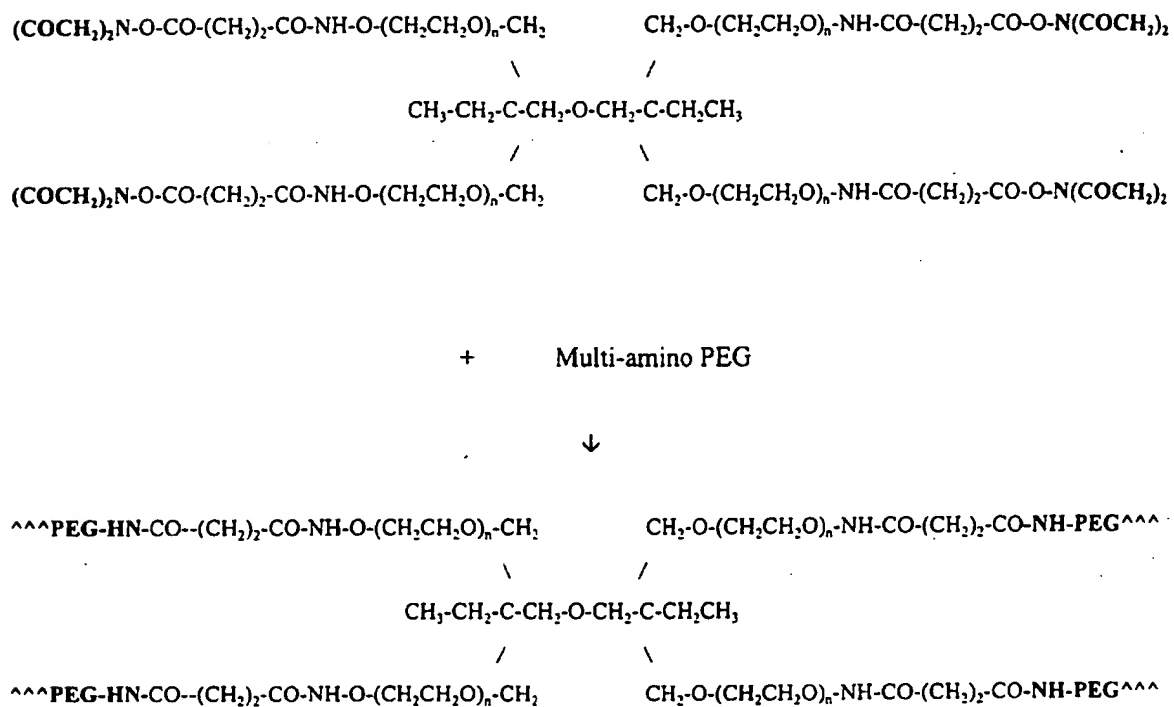 (COCH₂)₂N-O-CO-(CH₂)₂-CO-NH-O-(CH₂CH₂O)ₙ-CH₂ CH₂-O-(CH₂CH₂O)ₙ-NH-CO-(CH₂)₂-CO-O-N(COCH₂)₂
\ /
CH₃-CH₂-C-CH₂-O-CH₂-C-CH₂CH₃
/ \
(COCH₂)₂N-O-CO-(CH₂)₂-CO-NH-O-(CH₂CH₂O)ₙ-CH₂ CH₂-O-(CH₂CH₂O)ₙ-NH-CO-(CH₂)₂-CO-O-N(COCH₂)₂
+ Multi-amino PEG
↓
^^^PEG-HN-CO--(CH₂)₂-CO-NH-O-(CH₂CH₂O)ₙ-CH₂ CH₂-O-(CH₂CH₂O)ₙ-NH-CO-(CH₂)₂-CO-NH-PEG^^^
\ /
CH₃-CH₂-C-CH₂-O-CH₂-C-CH₂CH₃
/ \
^^^PEG-HN-CO--(CH₂)₂-CO-NH-O-(CH₂CH₂O)ₙ-CH₂ CH₂-O-(CH₂CH₂O)ₙ-NH-CO-(CH₂)₂-CO-NH-PEG^^^